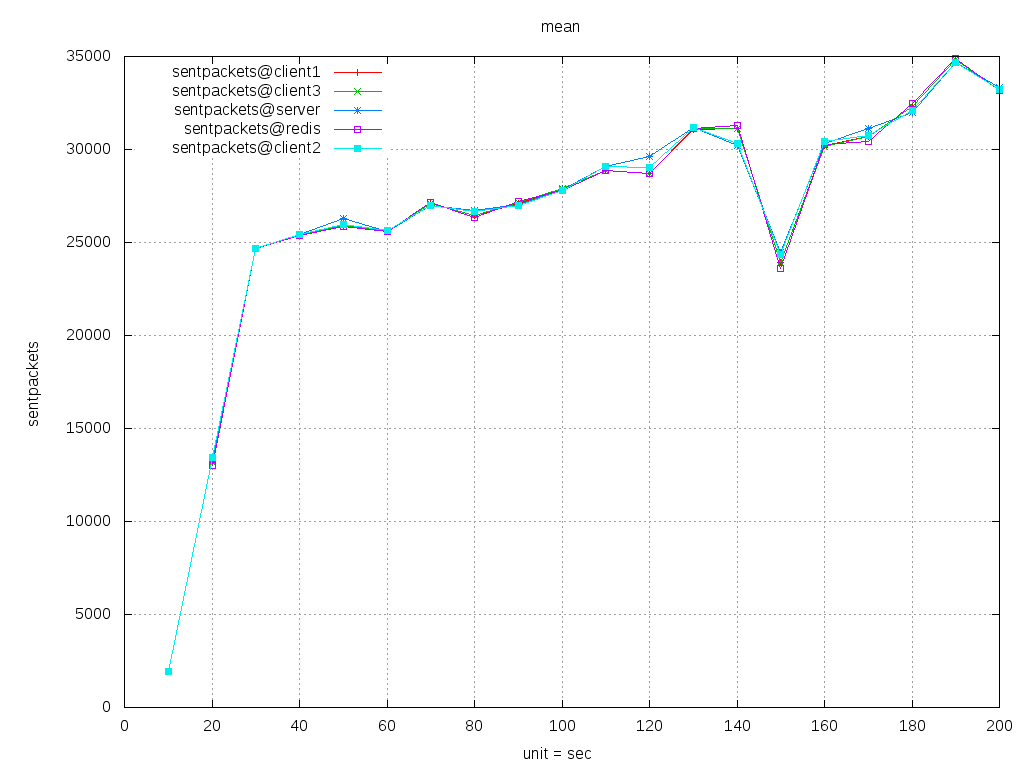 mean
35000
30000
25000
20000
15000
10000
5000
0
sentpackets@client1
sentpackets@client3
sentpackets@server
sentpackets@redis
sentpackets@client2
sentpackets
0 20 40 60 80 100 120 140 160 180 200
unit = sec